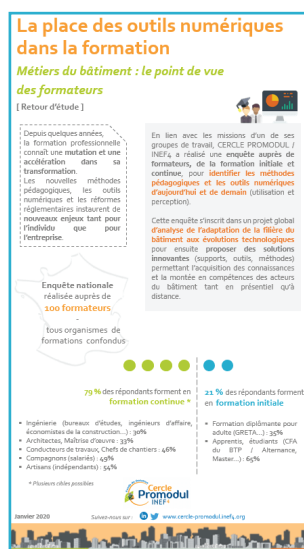 La place des outils numériques
dans la formation
Métiers du bâtiment : le point de vue
des formateurs
[ Retour d'étude ]
Depuis quelques années,
la formation professionnelle
connaît une mutation et une
accélération dans sa
transformation.
Les nouvelles méthodes
pédagogiques, les outils
numériques et les réformes
réglementaires instaurent de
nouveaux enjeux tant pour
l'individu que pour
l'entreprise.
En lien avec les missions d'un de ses
groupes de travail, CERCLE PROMODUL /
INEF4 a réalisé une enquête auprès de
formateurs, de la formation initiale et
continue, pour identifier les méthodes
pédagogiques et les outils numériques
d'aujourd'hui et de demain (utilisation et
perception).
Cette enquête s'inscrit dans un projet global
d'analyse de l'adaptation de la filière du
bâtiment aux évolutions technologiques
pour ensuite proposer des solutions
innovantes (supports, outils, méthodes)
permettant l'acquisition des connaissances
et la montée en compétences des acteurs
du bâtiment tant en présentiel qu'à
distance.
Enquête nationale
réalisée auprès de
100 formateurs
-
tous organismes de
formations confondus
79 % des répondants forment en
formation continue *
• Ingénierie (bureaux d'études, ingénieurs d'affaire,
économistes de la construction...) : 30%
• Architectes, Maîtrise d'œuvre : 33%
• Conducteurs de travaux, Chefs de chantiers : 46%
• Compagnons (salariés) : 45%
• Artisans (indépendants) : 54%
* Plusieurs cibles possibles
21 % des répondants forment
en formation initiale
• Formation diplômante pour
adulte (GRETA...) : 35%
• Apprentis, étudiants (CFA
du BTP / Alternance,
Master...) : 65%
Cercle
Promodul
INEF4
Janvier 2020
Suivez-nous sur :
www.cercle-promodul.inef4.org